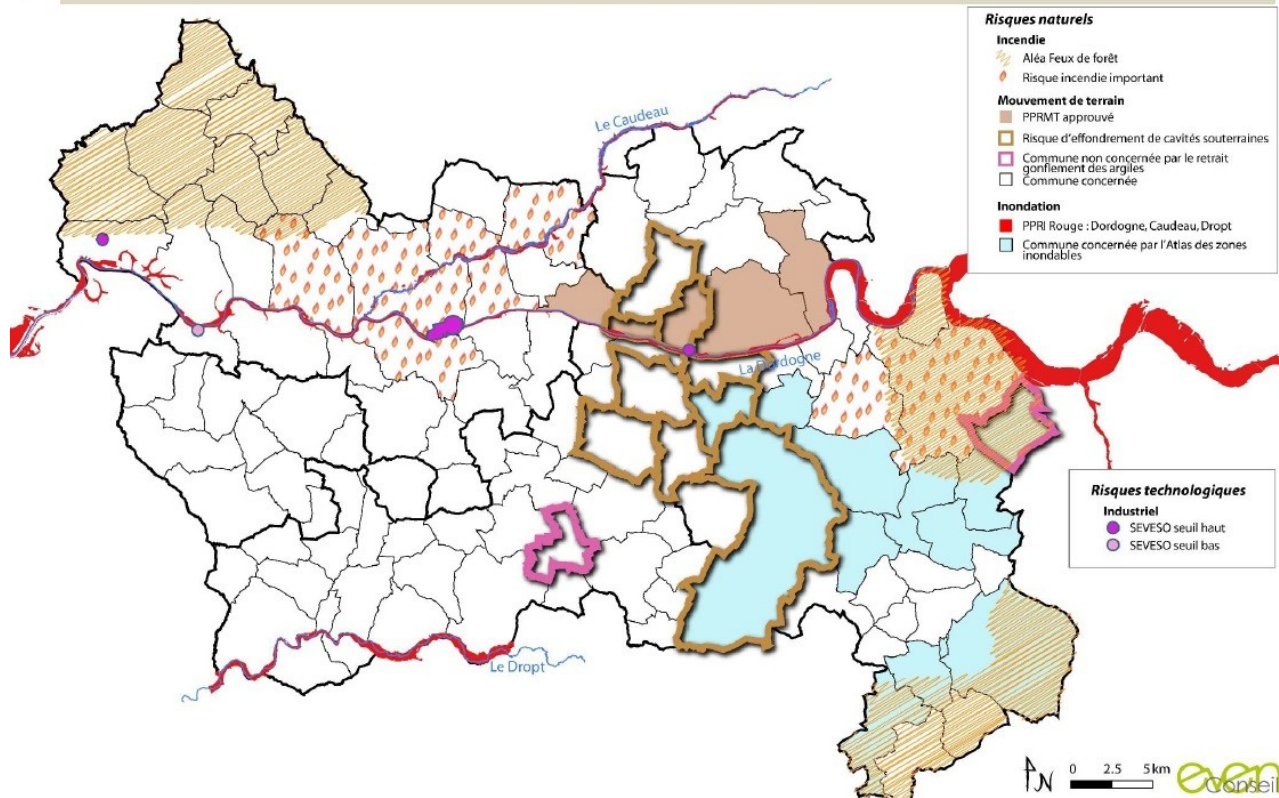 Risques naturels
Incendie
Aléa Feux de forêt
Risque incendie important
Mouvement de terrain
PPRMT approuvé
Risque d'effondrement de cavités souterraines
Commune non concernée par le retrait
gonflement des argiles
Commune concernée
Inondation
PPRI Rouge : Dordogne, Caudeau, Dropt
Commune concernée par l'Atlas des zones
inondables
Le Caudeau
La Dordogne
Le Dropt
Risques technologiques
Industriel
SEVESO seuil haut
SEVESO seuil bas
N
0 2.5 5 km
even
Conseil